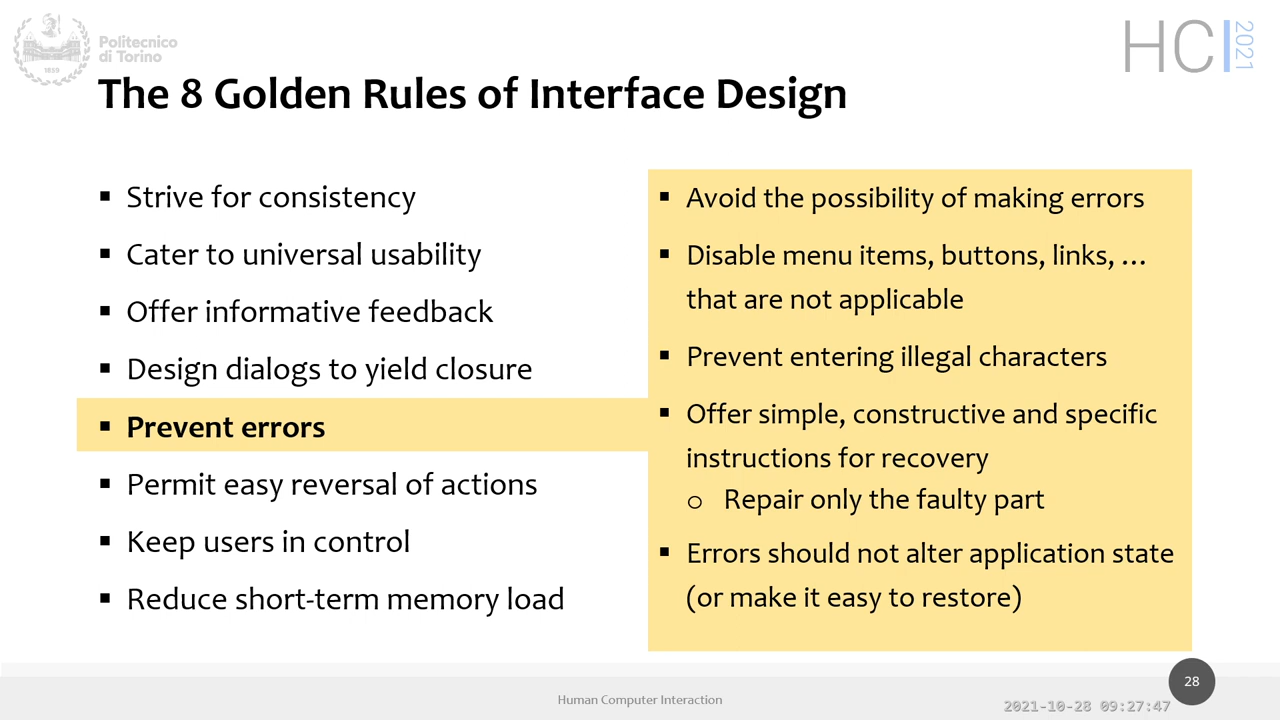 Politecnico
di Torino
1859
HCI
2021
The 8 Golden Rules of Interface Design
▪ Strive for consistency
▪ Cater to universal usability
▪ Offer informative feedback
▪ Design dialogs to yield closure
▪ Prevent errors
▪ Permit easy reversal of actions
▪ Keep users in control
▪ Reduce short-term memory load
▪ Avoid the possibility of making errors
▪ Disable menu items, buttons, links, …
that are not applicable
▪ Prevent entering illegal characters
▪ Offer simple, constructive and specific
instructions for recovery
o Repair only the faulty part
▪ Errors should not alter application state
(or make it easy to restore)
Human Computer Interaction
28
2021-10-28 09:27:47